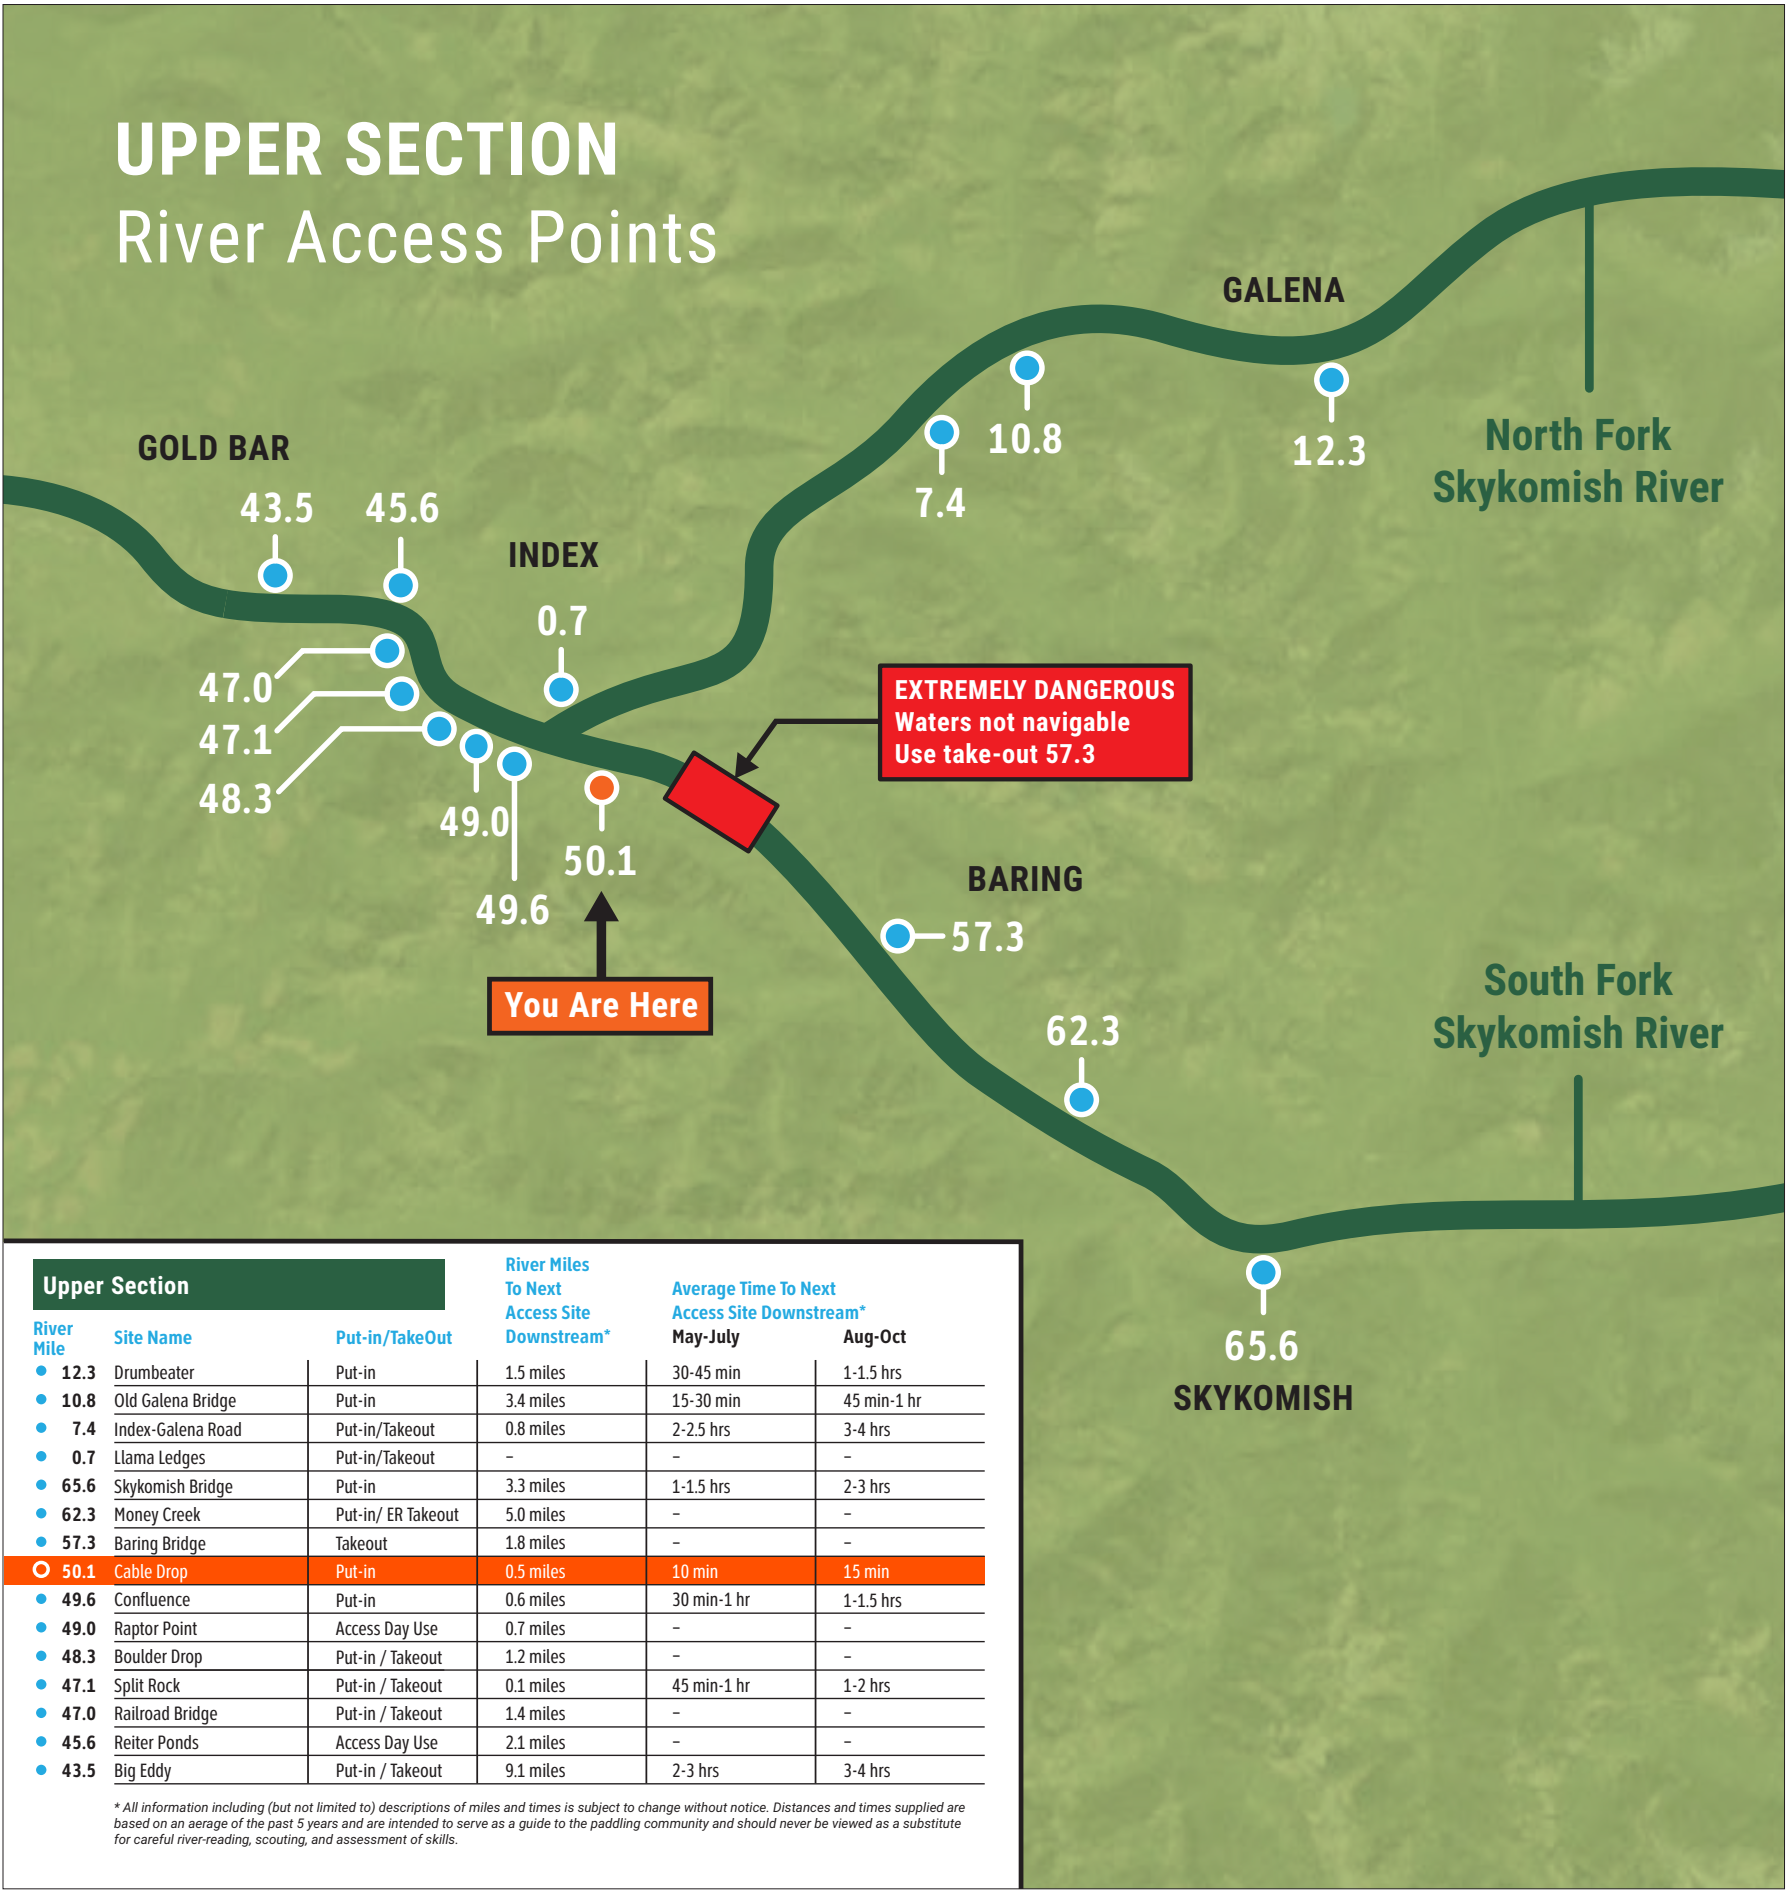 UPPER SECTION
River Access Points
GALENA
10.8
12.3
7.4
North Fork
Skykomish River
GOLD BAR
43.5
45.6
INDEX
0.7
47.0
47.1
48.3
49.0
49.6
50.1
You Are Here
EXTREMELY DANGEROUS
Waters not navigable
Use take-out 57.3
BARING
57.3
62.3
South Fork
Skykomish River
65.6
SKYKOMISH
Upper Section
River Mile
Site Name
Put-in/TakeOut
River Miles
To Next
Access Site
Downstream*
Average Time To Next
Access Site Downstream*
May-July Aug-Oct
12.3 Drumbeater Put-in 1.5 miles 30-45 min 1-1.5 hrs
10.8 Old Galena Bridge Put-in 3.4 miles 15-30 min 45 min-1 hr
7.4 Index-Galena Road Put-in/Takeout 0.8 miles 2-2.5 hrs 3-4 hrs
0.7 Llama Ledges Put-in/Takeout – – –
65.6 Skykomish Bridge Put-in 3.3 miles 1-1.5 hrs 2-3 hrs
62.3 Money Creek Put-in/ ER Takeout 5.0 miles – –
57.3 Baring Bridge Takeout 1.8 miles – –
50.1 Cable Drop Put-in 0.5 miles 10 min 15 min
49.6 Confluence Put-in 0.6 miles 30 min-1 hr 1-1.5 hrs
49.0 Raptor Point Access Day Use 0.7 miles – –
48.3 Boulder Drop Put-in / Takeout 1.2 miles – –
47.1 Split Rock Put-in / Takeout 0.1 miles 45 min-1 hr 1-2 hrs
47.0 Railroad Bridge Put-in / Takeout 1.4 miles – –
45.6 Reiter Ponds Access Day Use 2.1 miles – –
43.5 Big Eddy Put-in / Takeout 9.1 miles 2-3 hrs 3-4 hrs
* All information including (but not limited to) descriptions of miles and times is subject to change without notice. Distances and times supplied are
based on an aerage of the past 5 years and are intended to serve as a guide to the paddling community and should never be viewed as a substitute
for careful river-reading, scouting, and assessment of skills.